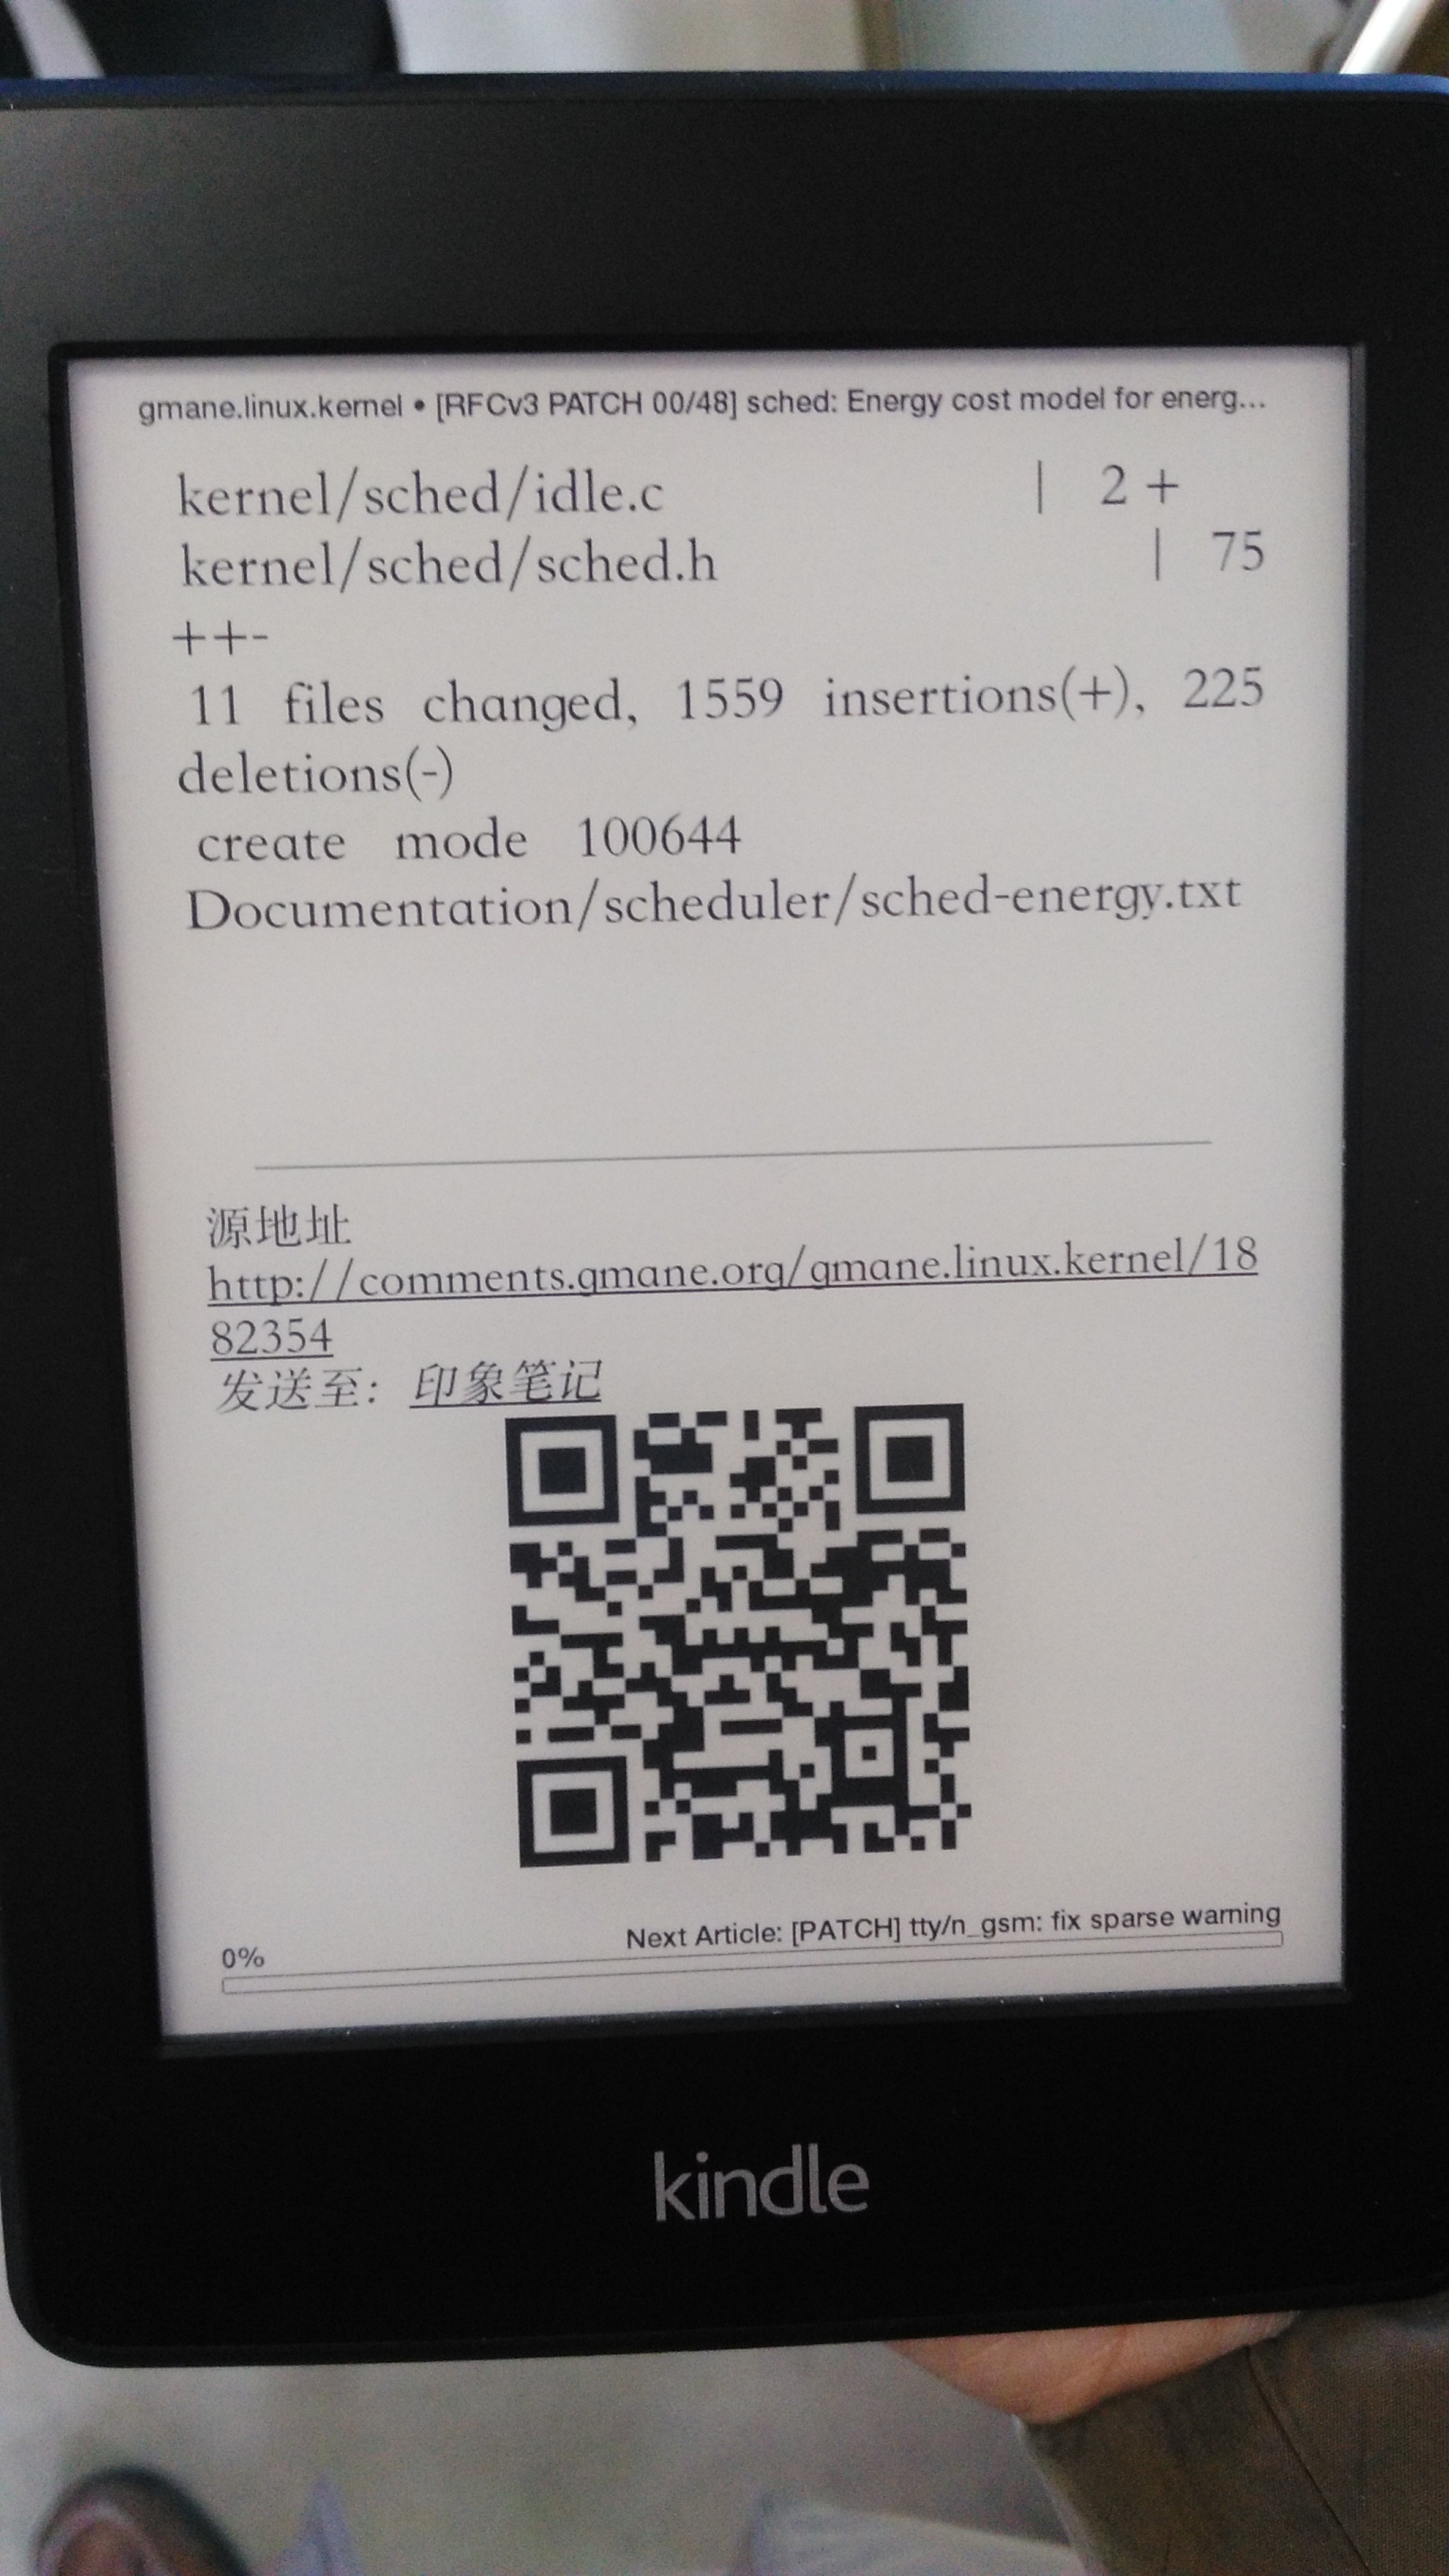 gmane.linux.kernel • [RFCv3 PATCH 00/48] sched: Energy cost model for energ...
kernel/sched/idle.c | 2 +
kernel/sched/sched.h | 75
++-
11 files changed, 1559 insertions(+), 225
deletions(-)
create mode 100644
Documentation/scheduler/sched-energy.txt
源地址
http://comments.gmane.org/gmane.linux.kernel/18
82354
发送至: 印象笔记
Next Article: [PATCH] tty/n_gsm: fix sparse warning
0%
kindle